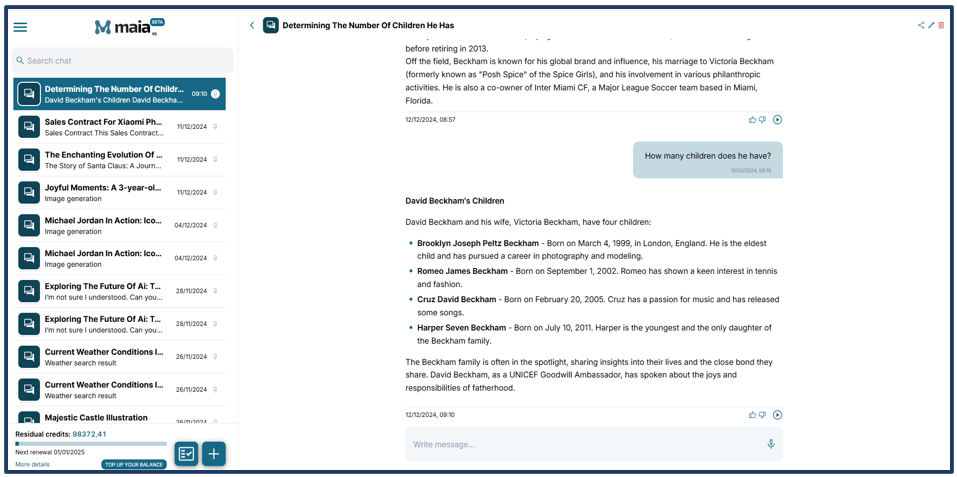 maia BETA
V6
Search chat
Determining The Number Of Childr...
David Beckham's Children David Beckha...
09:10
Sales Contract For Xiaomi Ph...
Sales Contract This Sales Contract...
11/12/2024
The Enchanting Evolution Of ...
The Story of Santa Claus: A Journ...
11/12/2024
Joyful Moments: A 3-year-ol...
Image generation
11/12/2024
Michael Jordan In Action: Ico...
Image generation
04/12/2024
Michael Jordan In Action: Ico...
Image generation
04/12/2024
Exploring The Future Of Ai: T...
I'm not sure I understood. Can you...
28/11/2024
Exploring The Future Of Ai: T...
I'm not sure I understood. Can you...
28/11/2024
Current Weather Conditions I...
Weather search result
26/11/2024
Current Weather Conditions I...
Weather search result
26/11/2024
Majestic Castle Illustration
26/11/2024
Residual credits: 98372,41
Next renewal 01/01/2025
More details
TOP UP YOUR BALANCE
Determining The Number Of Children He Has
before retiring in 2013.
Off the field, Beckham is known for his global brand and influence, his marriage to Victoria Beckham
(formerly known as "Posh Spice" of the Spice Girls), and his involvement in various philanthropic
activities. He is also a co-owner of Inter Miami CF, a Major League Soccer team based in Miami,
Florida.
12/12/2024, 08:57
How many children does he have?
12/12/2024, 09:10
David Beckham's Children
David Beckham and his wife, Victoria Beckham, have four children:
• Brooklyn Joseph Peltz Beckham - Born on March 4, 1999, in London, England. He is the eldest
child and has pursued a career in photography and modeling.
• Romeo James Beckham - Born on September 1, 2002. Romeo has shown a keen interest in tennis
and fashion.
• Cruz David Beckham - Born on February 20, 2005. Cruz has a passion for music and has released
some songs.
• Harper Seven Beckham - Born on July 10, 2011. Harper is the youngest and the only daughter of
the Beckham family.
The Beckham family is often in the spotlight, sharing insights into their lives and the close bond they
share. David Beckham, as a UNICEF Goodwill Ambassador, has spoken about the joys and
responsibilities of fatherhood.
12/12/2024, 09:10
Write message...